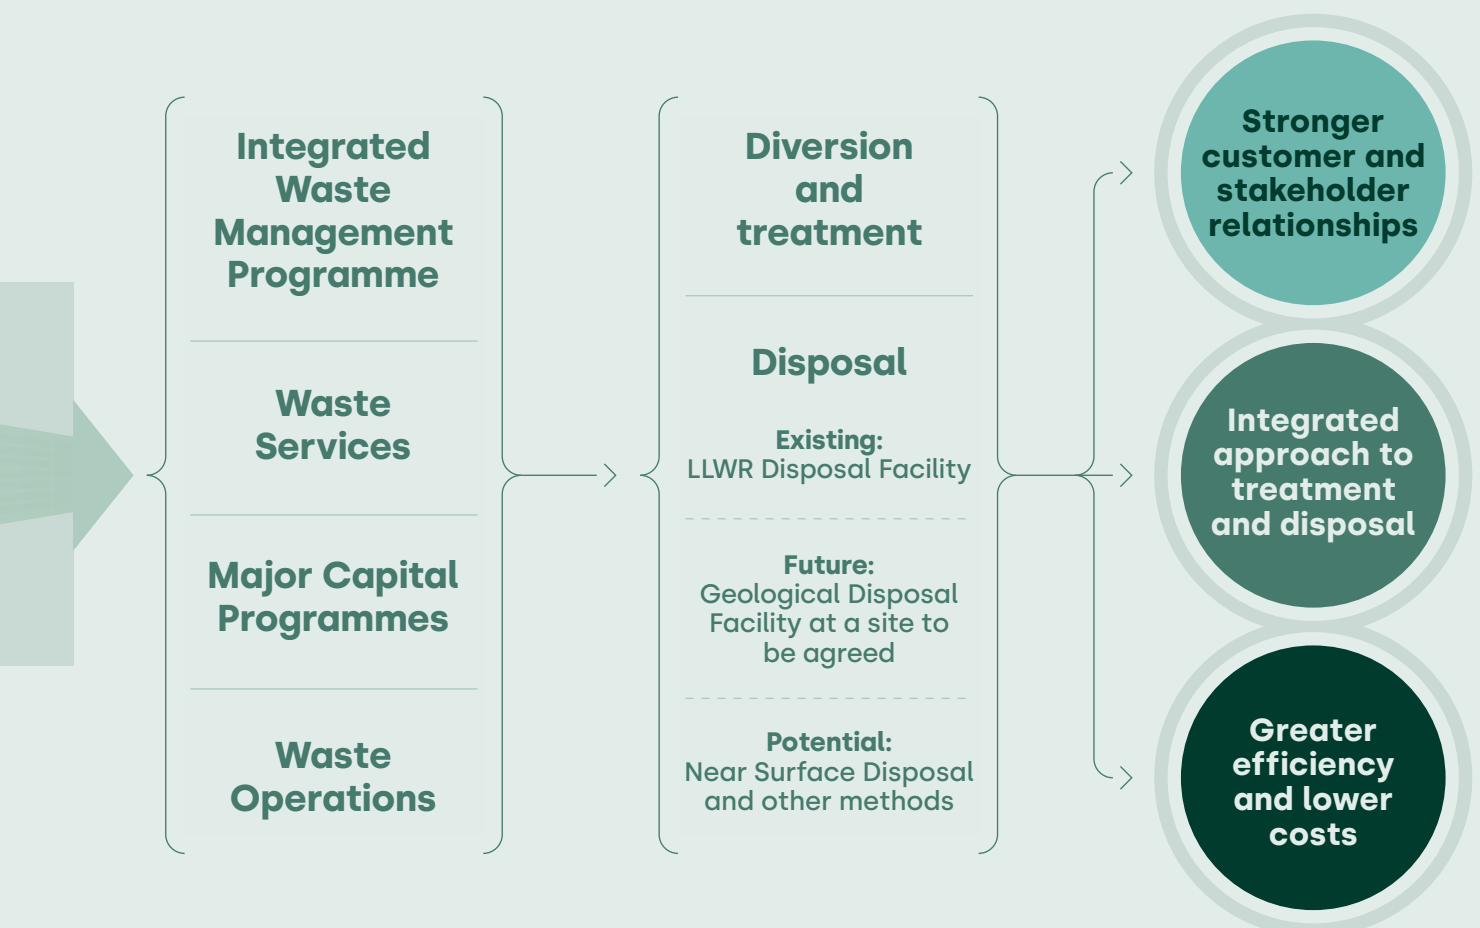 Integrated
Waste
Management
Programme
Waste
Services
Major Capital
Programmes
Waste
Operations
Diversion
and
treatment
Disposal
Existing:
LLWR Disposal Facility
Future:
Geological Disposal
Facility at a site to
be agreed
Potential:
Near Surface Disposal
and other methods
Stronger
customer and
stakeholder
relationships
Integrated
approach to
treatment
and disposal
Greater
efficiency
and lower
costs